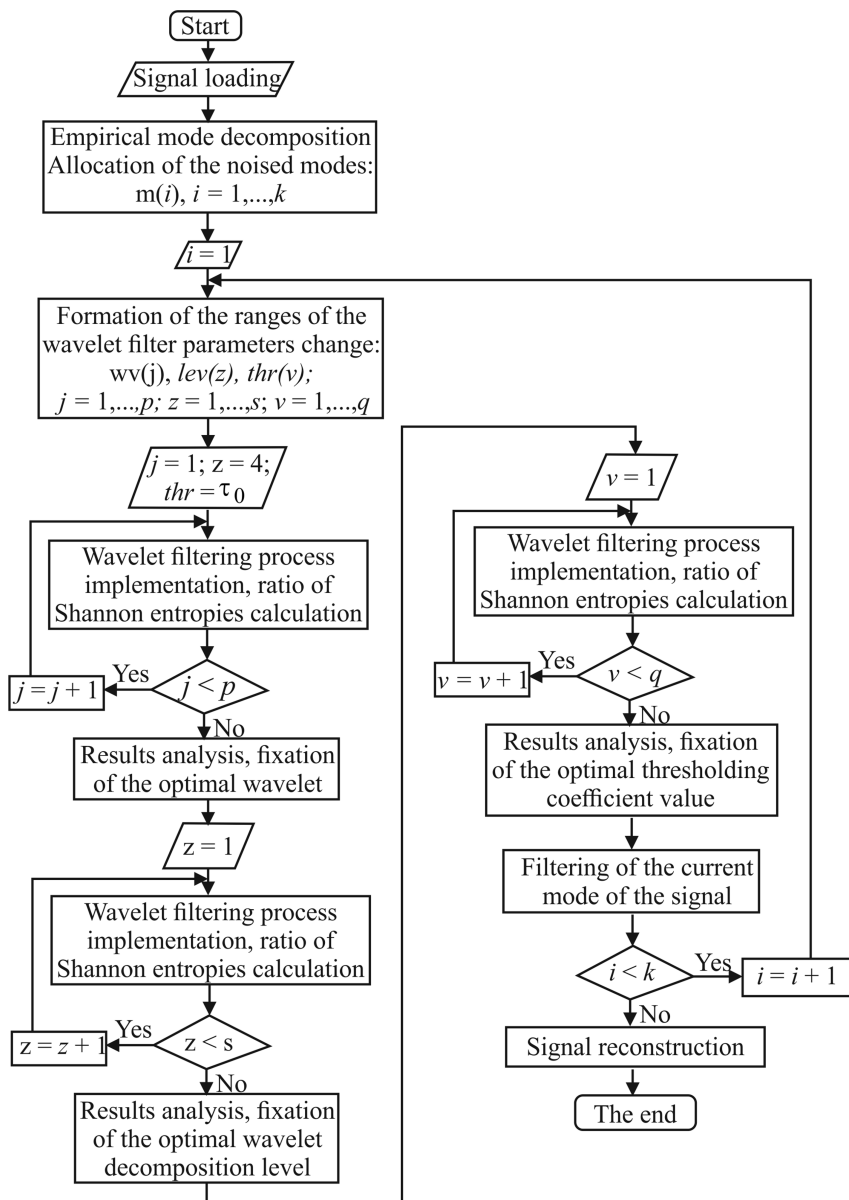 Start
Signal loading
Empirical mode decomposition
Allocation of the noised modes:
m(i), i = 1,...,k
i = 1
Formation of the ranges of the
wavelet filter parameters change:
wv(j), lev(z), thr(v);
j = 1,...,p; z = 1,...,s; v = 1,...,q
j = 1; z = 4;
thr = τ0
Wavelet filtering process
implementation, ratio of
Shannon entropies calculation
j < p
Yes
j = j + 1
No
Results analysis, fixation
of the optimal wavelet
z = 1
Wavelet filtering process
implementation, ratio of
Shannon entropies calculation
z < s
Yes
z = z + 1
No
Results analysis, fixation
of the optimal wavelet
decomposition level
v = 1
Wavelet filtering process
implementation, ratio of
Shannon entropies calculation
v < q
Yes
v = v + 1
No
Results analysis, fixation
of the optimal thresholding
coefficient value
Filtering of the current
mode of the signal
i < k
Yes
i = i + 1
No
Signal reconstruction
The end